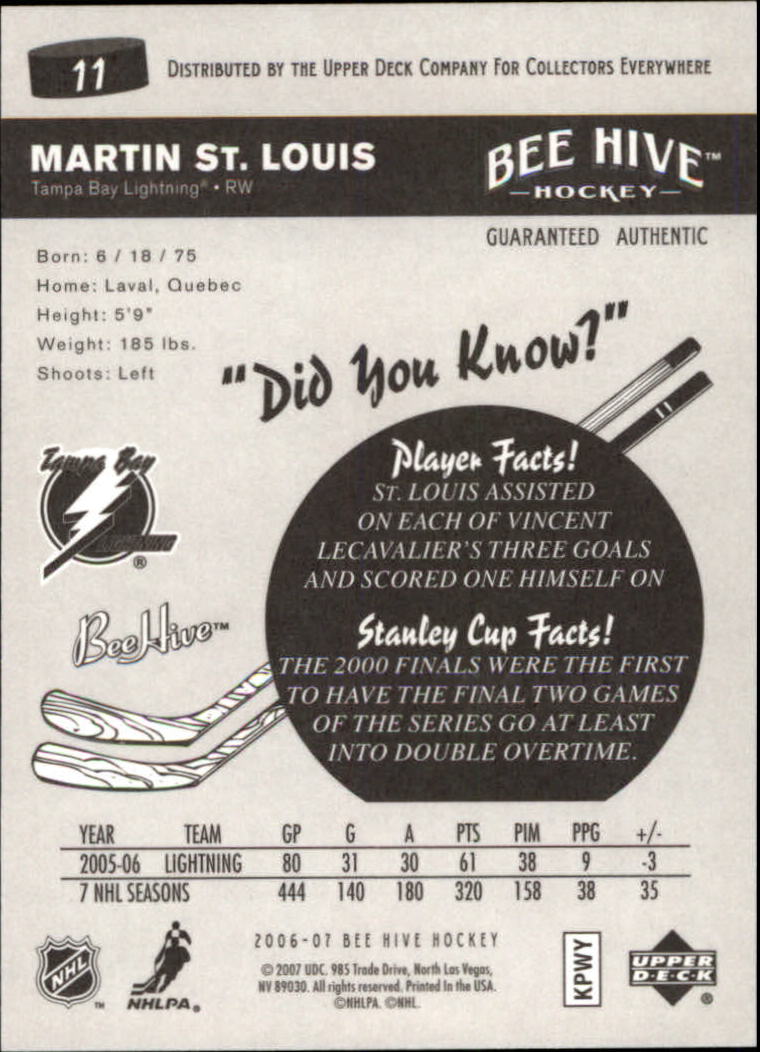 11
DISTRIBUTED BY THE UPPER DECK COMPANY FOR COLLECTORS EVERYWHERE
MARTIN ST. LOUIS
Tampa Bay Lightning® • RW
BEE HIVE™
HOCKEY
GUARANTEED AUTHENTIC
Born: 6 / 18 / 75
Home: Laval, Quebec
Height: 5'9"
Weight: 185 lbs.
Shoots: Left
"Did You Know?"
11
Player Facts!
ST. LOUIS ASSISTED
ON EACH OF VINCENT
LECAVALIER'S THREE GOALS
AND SCORED ONE HIMSELF ON
Tampa Bay
LIGHTNING
®
BeeHive™
Stanley Cup Facts!
THE 2000 FINALS WERE THE FIRST
TO HAVE THE FINAL TWO GAMES
OF THE SERIES GO AT LEAST
INTO DOUBLE OVERTIME.
YEAR TEAM GP G A PTS PIM PPG +/-
2005-06 LIGHTNING 80 31 30 61 38 9 -3
7 NHL SEASONS 444 140 180 320 158 38 35
NHL ™
NHLPA®
2006-07 BEE HIVE HOCKEY
© 2007 UDC. 985 Trade Drive, North Las Vegas,
NV 89030. All rights reserved. Printed In the USA.
©NHLPA. ©NHL.
KPWY
UPPER
D•E•C•K
®